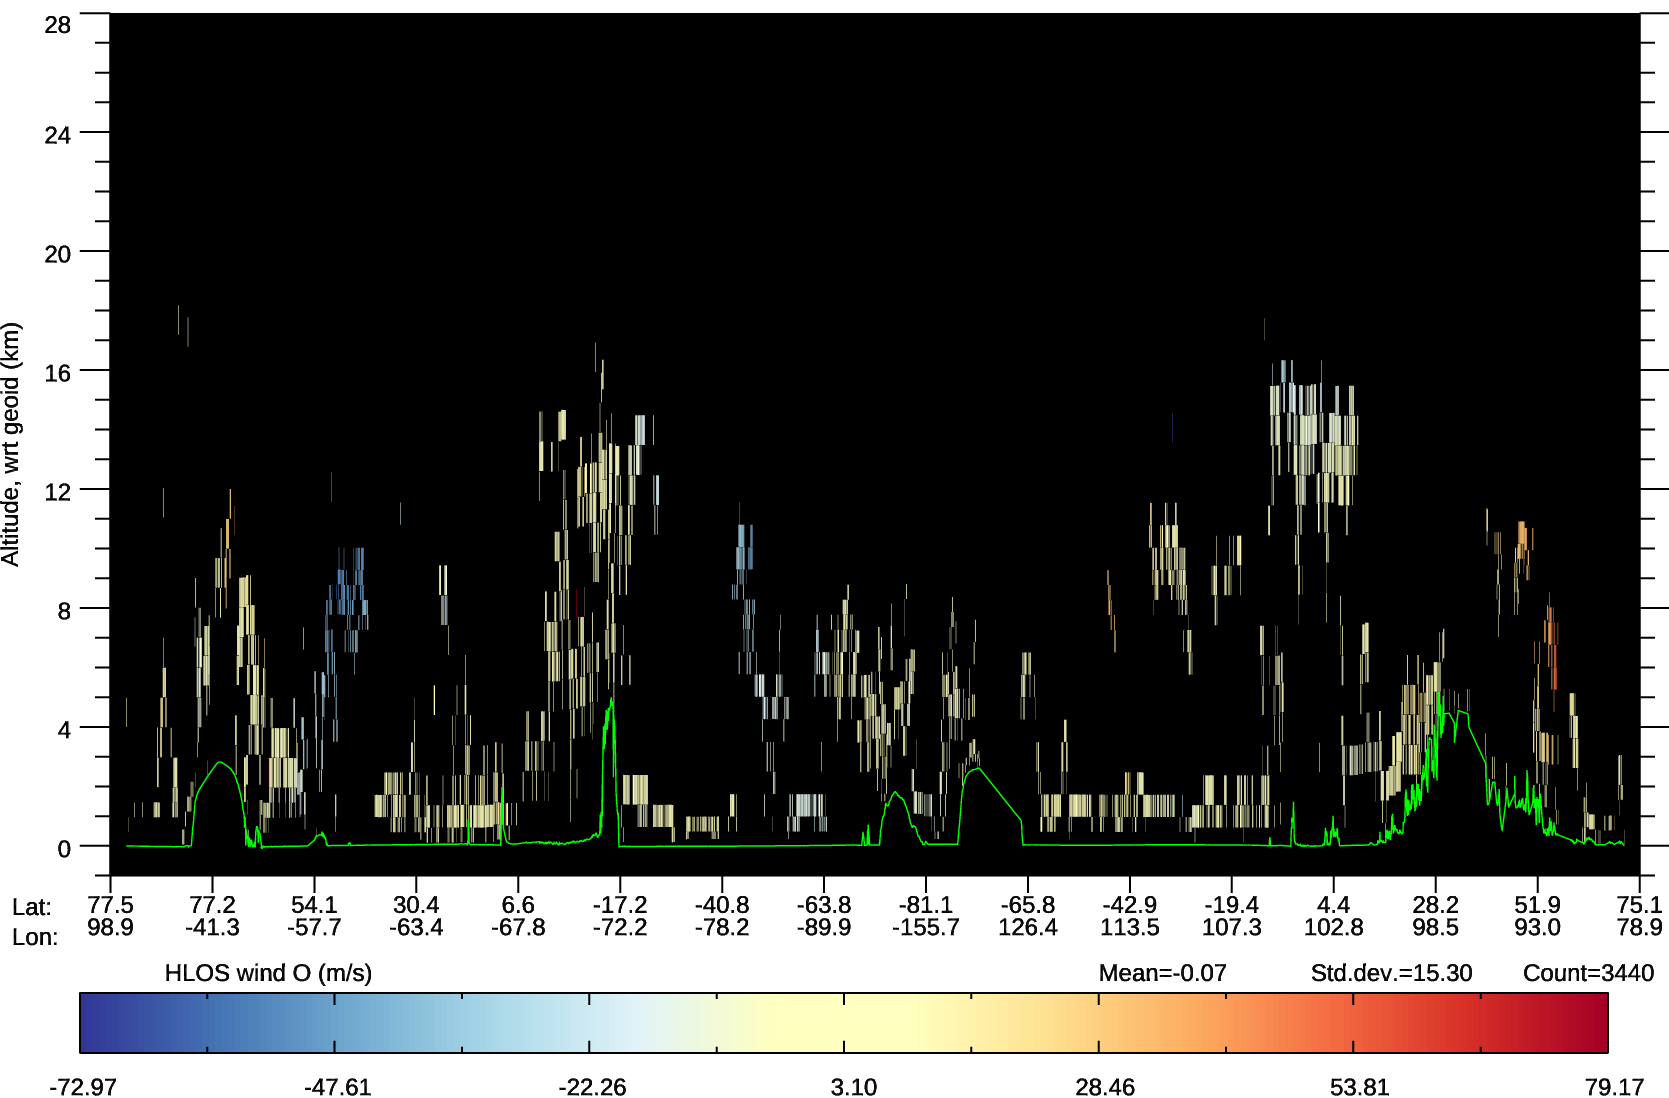 28
24
20
16
12
8
4
0
Altitude, wrt geoid (km)
Lat: 77.5 77.2 54.1 30.4 6.6 -17.2 -40.8 -63.8 -81.1 -65.8 -42.9 -19.4 4.4 28.2 51.9 75.1
Lon: 98.9 -41.3 -57.7 -63.4 -67.8 -72.2 -78.2 -89.9 -155.7 126.4 113.5 107.3 102.8 98.5 93.0 78.9
HLOS wind O (m/s) Mean=-0.07 Std.dev.=15.30 Count=3440
-72.97 -47.61 -22.26 3.10 28.46 53.81 79.17